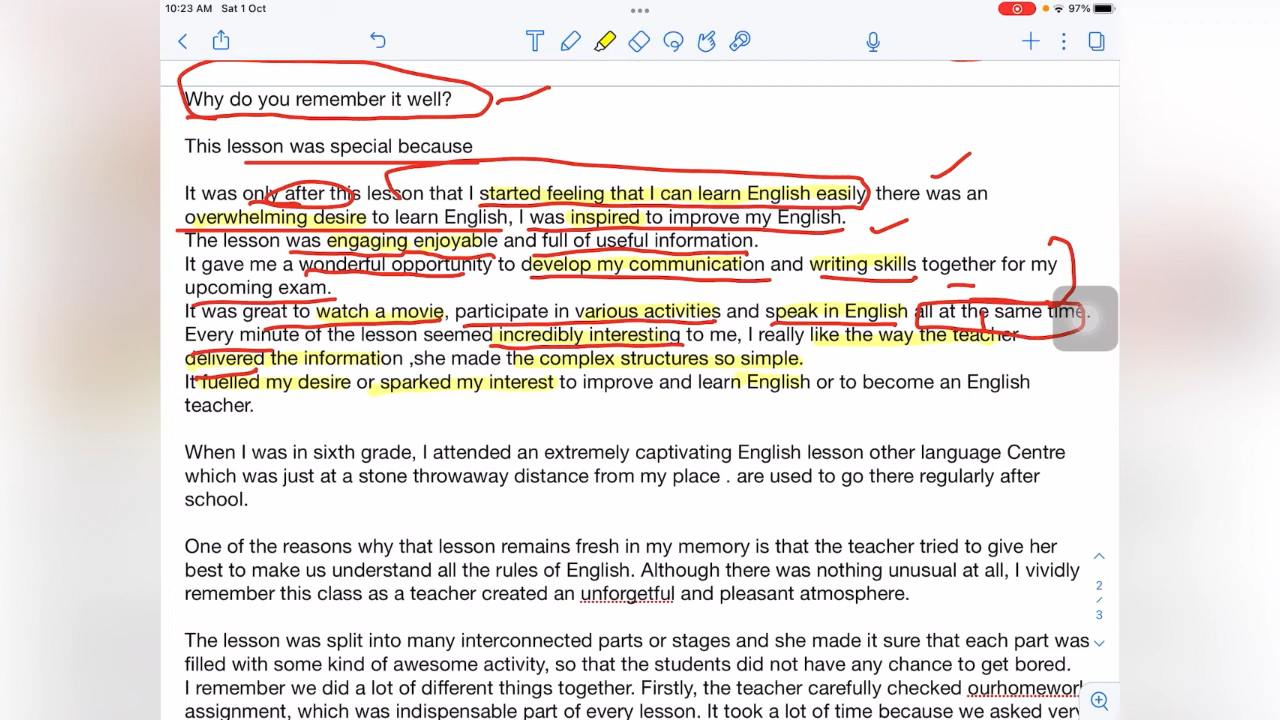 10:23 AM Sat 1 Oct
97%
Why do you remember it well?
This lesson was special because
It was only after this lesson that I started feeling that I can learn English easily there was an
overwhelming desire to learn English, I was inspired to improve my English.
The lesson was engaging enjoyable and full of useful information.
It gave me a wonderful opportunity to develop my communication and writing skills together for my
upcoming exam.
It was great to watch a movie, participate in various activities and speak in English all at the same time.
Every minute of the lesson seemed incredibly interesting to me, I really like the way the teacher
delivered the information ,she made the complex structures so simple.
It fuelled my desire or sparked my interest to improve and learn English or to become an English
teacher.
When I was in sixth grade, I attended an extremely captivating English lesson other language Centre
which was just at a stone throwaway distance from my place . are used to go there regularly after
school.
One of the reasons why that lesson remains fresh in my memory is that the teacher tried to give her
best to make us understand all the rules of English. Although there was nothing unusual at all, I vividly
remember this class as a teacher created an unforgetful and pleasant atmosphere.
2
/
3
The lesson was split into many interconnected parts or stages and she made it sure that each part was
filled with some kind of awesome activity, so that the students did not have any chance to get bored.
I remember we did a lot of different things together. Firstly, the teacher carefully checked ourhomework
assignment, which was indispensable part of every lesson. It took a lot of time because we asked very